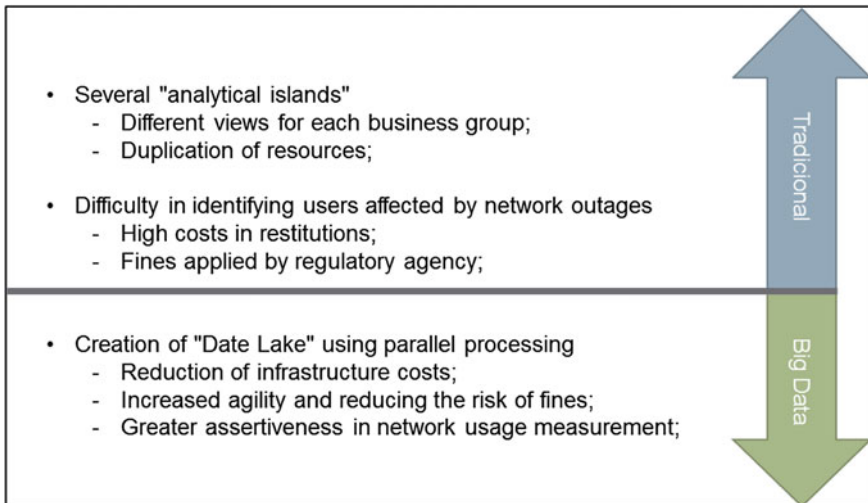 • Several "analytical islands"
- Different views for each business group;
- Duplication of resources;
• Difficulty in identifying users affected by network outages
- High costs in restitutions;
- Fines applied by regulatory agency;
Tradicional
• Creation of "Date Lake" using parallel processing
- Reduction of infrastructure costs;
- Increased agility and reducing the risk of fines;
- Greater assertiveness in network usage measurement;
Big Data